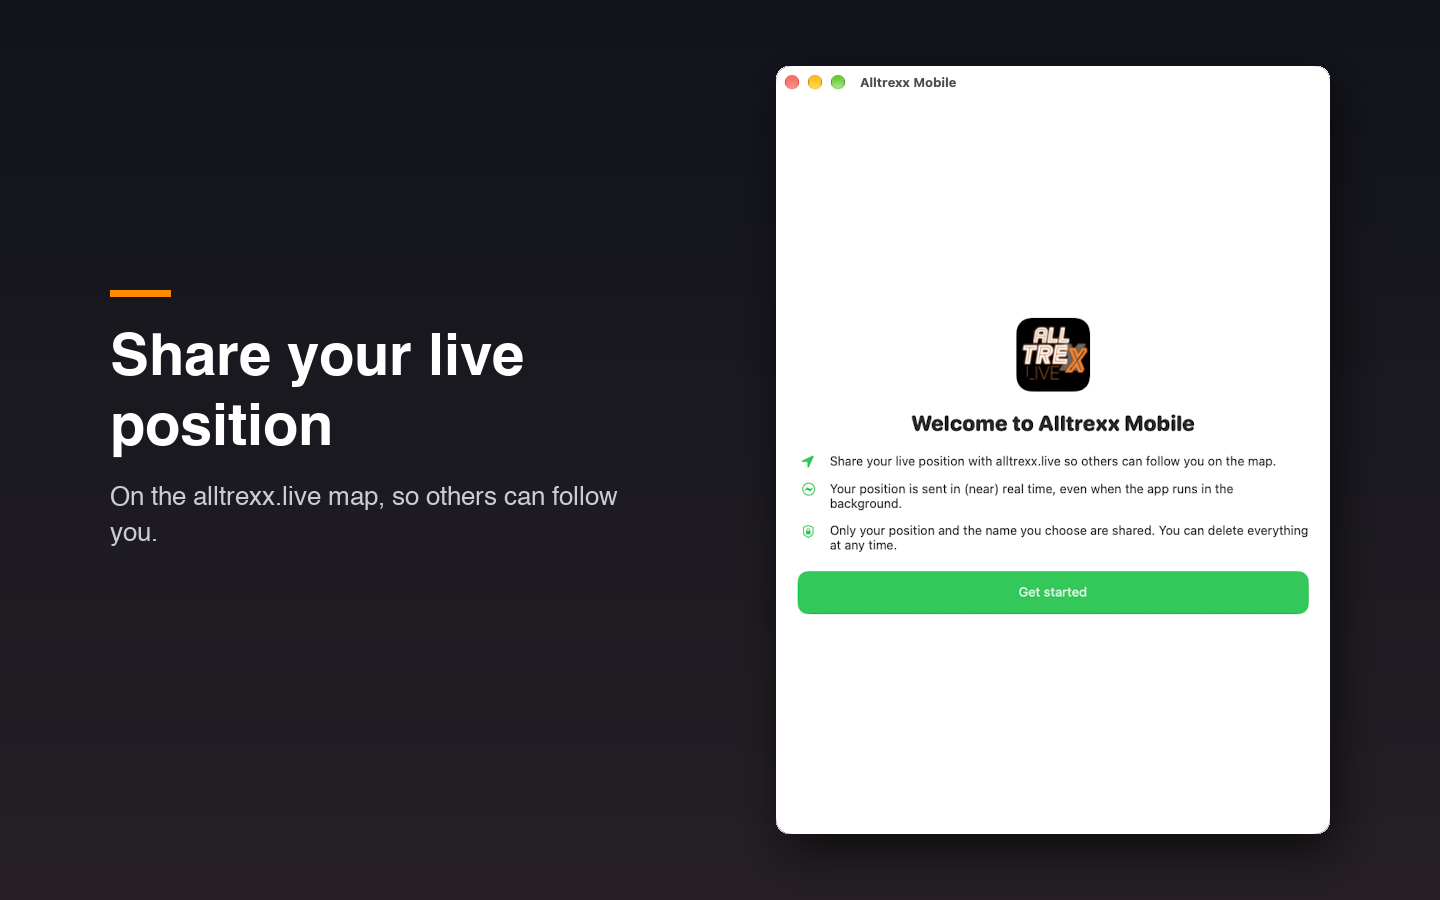 Share your live
position
On the alltrexx.live map, so others can follow
you.
Alltrexx Mobile
ALL
TREX
LIVE
Welcome to Alltrexx Mobile
Share your live position with alltrexx.live so others can follow you on the map.
Your position is sent in (near) real time, even when the app runs in the
background.
Only your position and the name you choose are shared. You can delete everything
at any time.
Get started